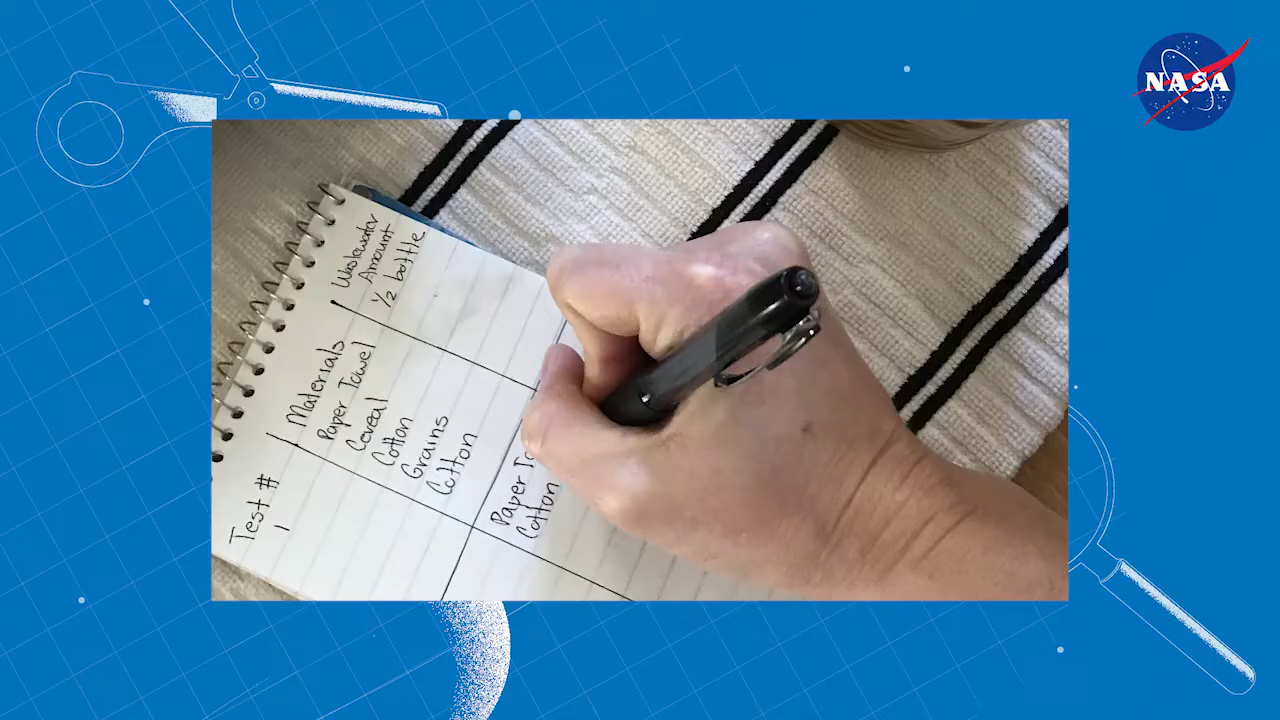 NASA
Test #
1
Materials
Paper Towel
Cereal
Cotton
Grains
Cotton
Wastewater
Amount
1/2 bottle
Paper
Cotton